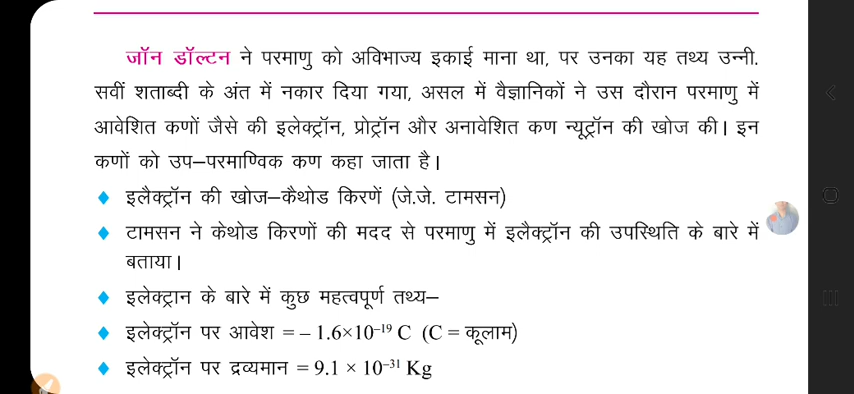 जॉन डॉल्टन ने परमाणु को अविभाज्य इकाई माना था, पर उनका यह तथ्य उन्नी.
सवीं शताब्दी के अंत में नकार दिया गया, असल में वैज्ञानिकों ने उस दौरान परमाणु में
आवेशित कणों जैसे की इलेक्ट्रॉन, प्रोट्रॉन और अनावेशित कण न्यूट्रॉन की खोज की। इन
कणों को उप–परमाण्विक कण कहा जाता है।
♦ इलैक्ट्रॉन की खोज–कैथोड किरणें (जे.जे. टामसन)
♦ टामसन ने केथोड किरणों की मदद से परमाणु में इलैक्ट्रॉन की उपस्थिति के बारे में
बताया।
♦ इलेक्ट्रान के बारे में कुछ महत्वपूर्ण तथ्य–
♦ इलेक्ट्रॉन पर आवेश = – 1.6×10⁻¹⁹ C (C = कूलाम)
♦ इलेक्ट्रॉन पर द्रव्यमान = 9.1 × 10⁻³¹ Kg